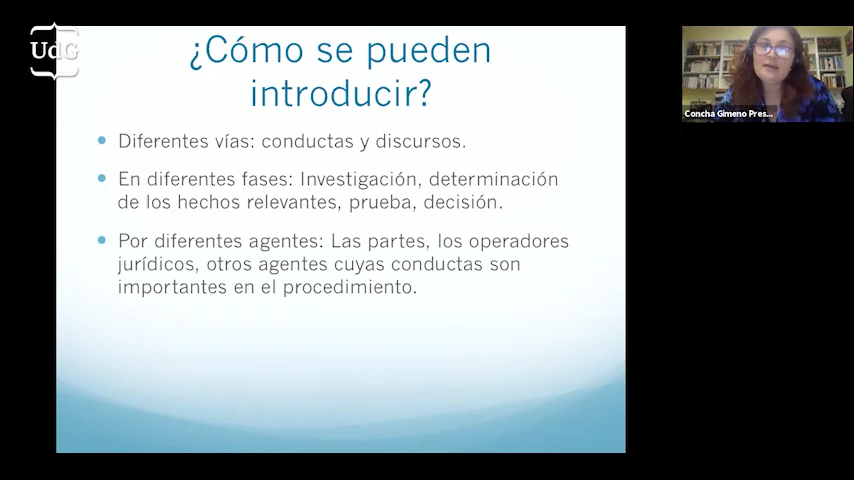 UdG
¿Cómo se pueden
introducir?
Diferentes vías: conductas y discursos.
En diferentes fases: Investigación, determinación
de los hechos relevantes, prueba, decisión.
Por diferentes agentes: Las partes, los operadores
jurídicos, otros agentes cuyas conductas son
importantes en el procedimiento.
Concha Gimeno Pres...